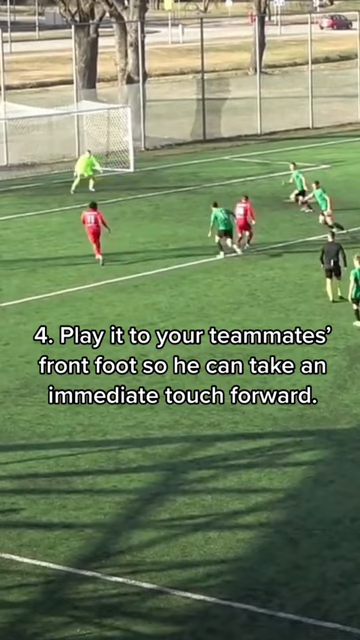 4. Play it to your teammates'
front foot so he can take an
immediate touch forward.